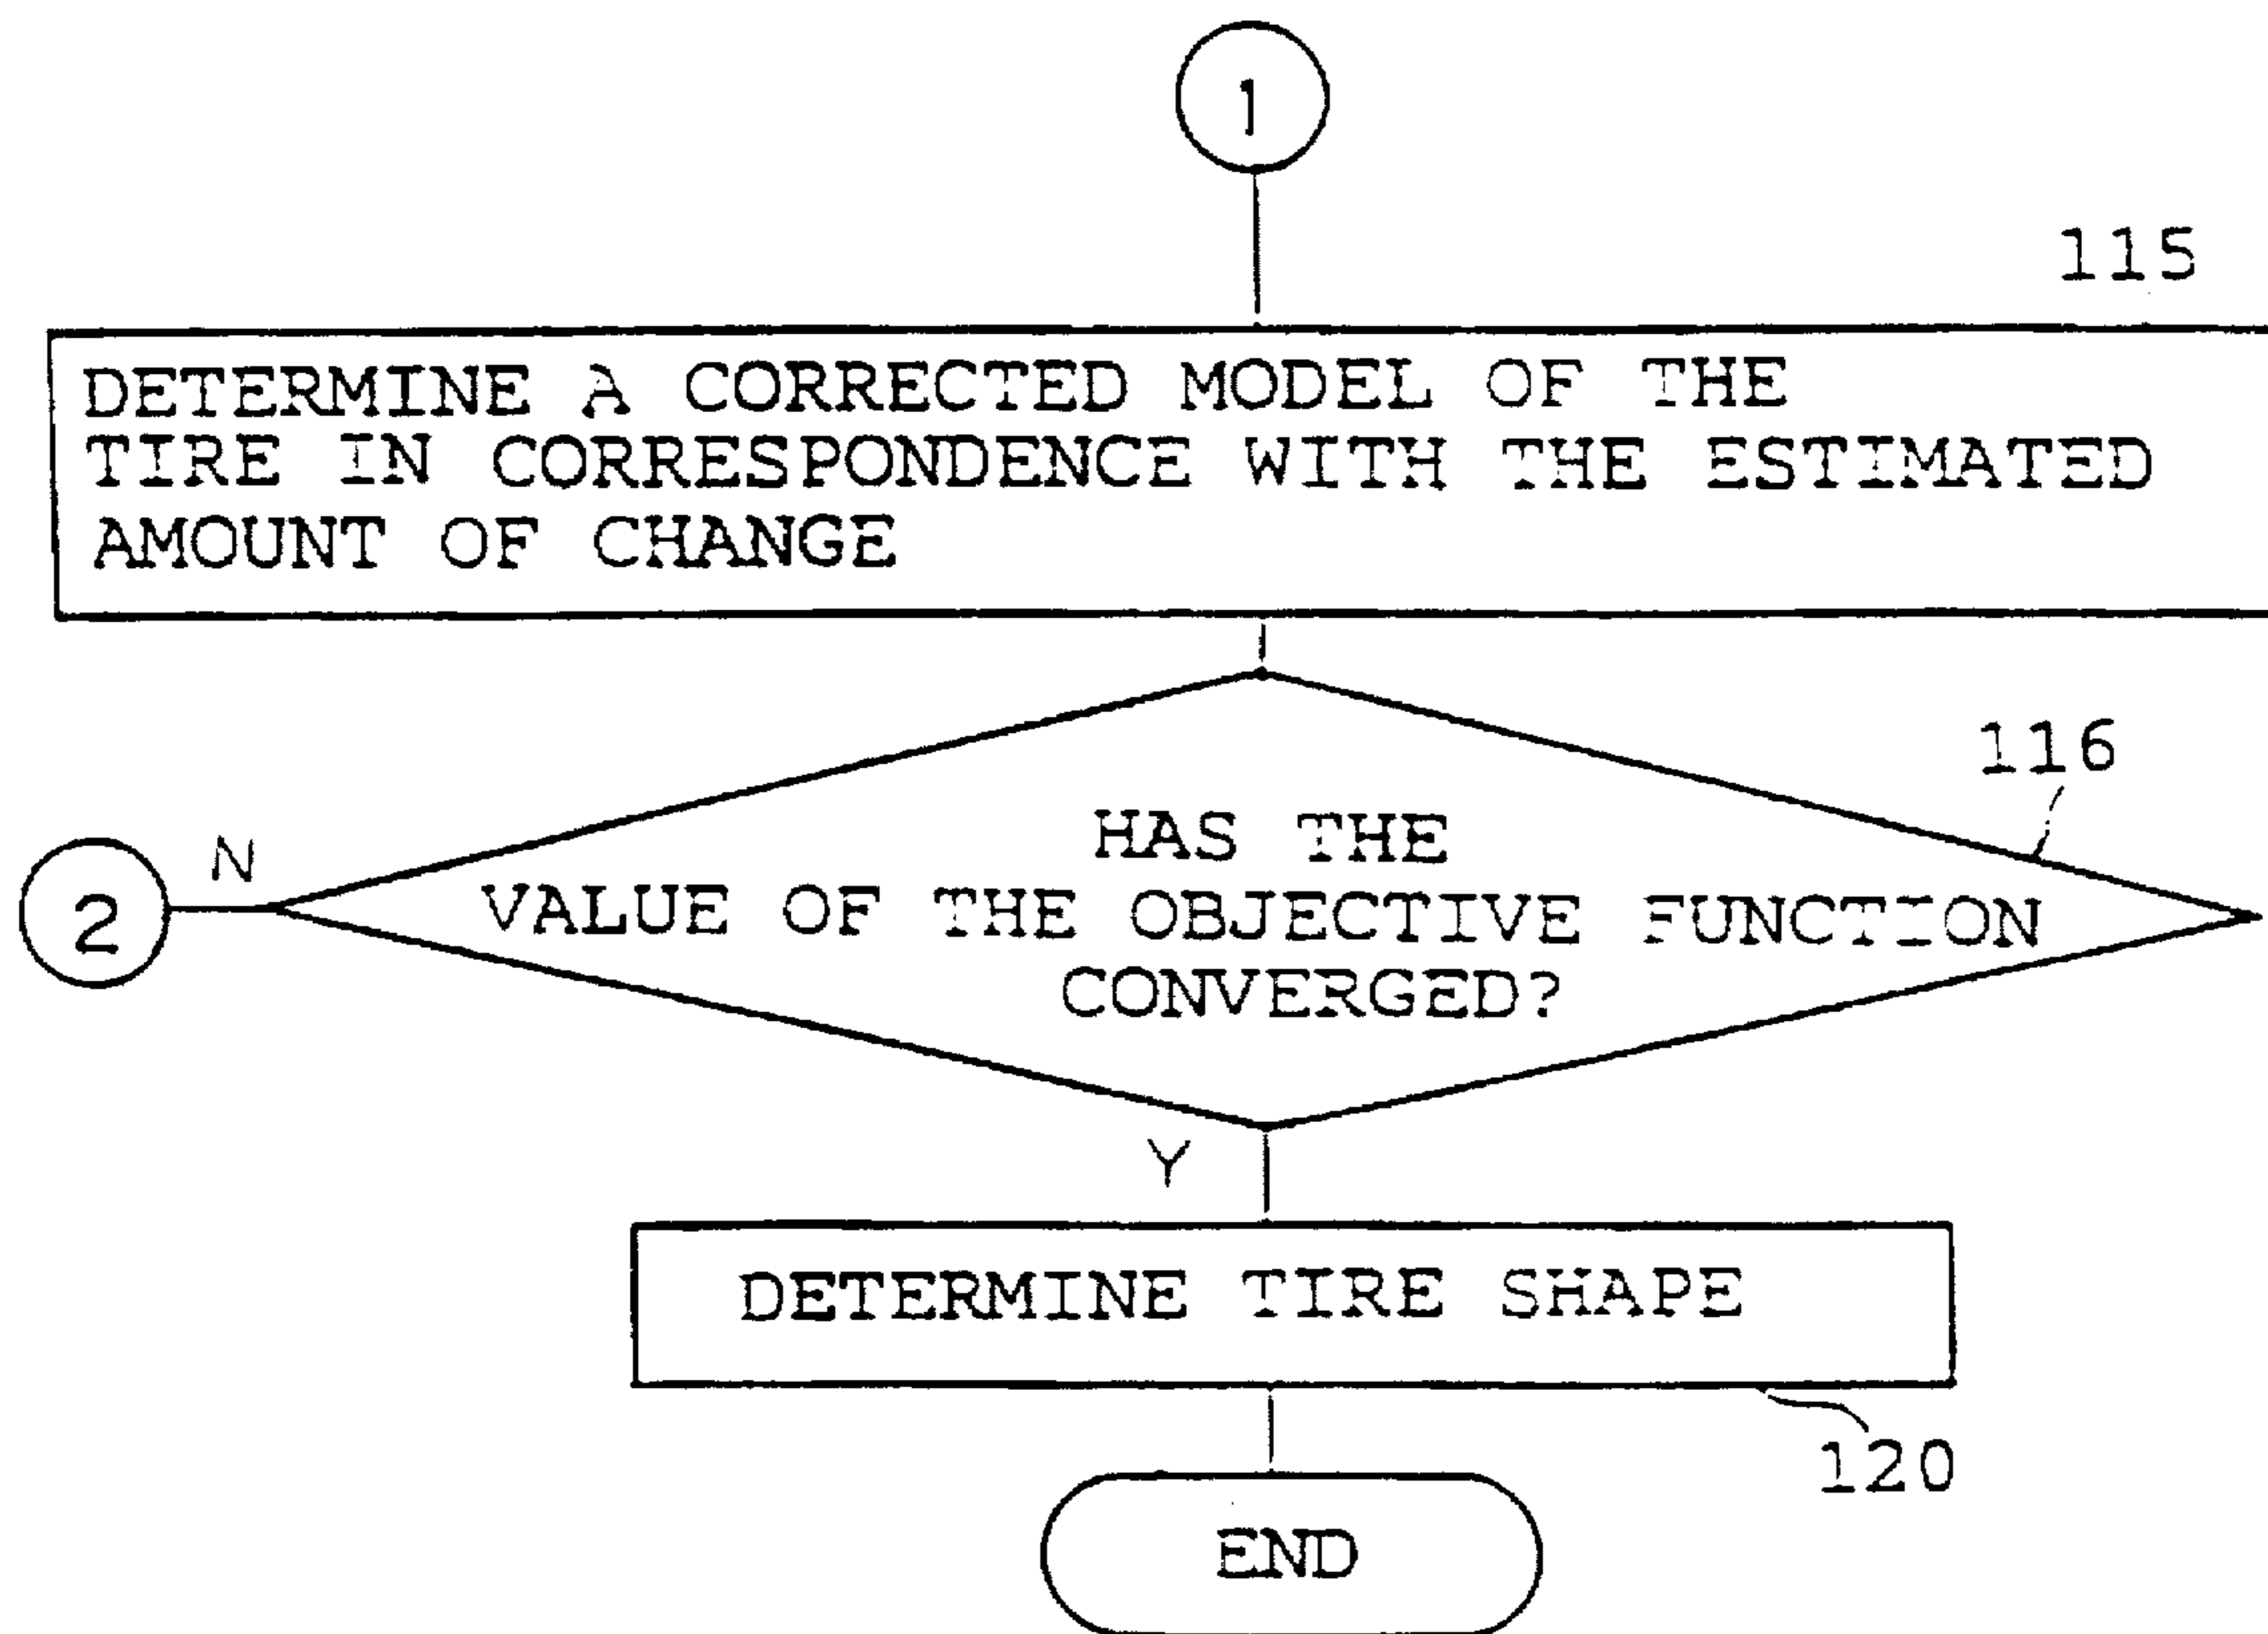 1
115
DETERMINE A CORRECTED MODEL OF THE
TIRE IN CORRESPONDENCE WITH THE ESTIMATED
AMOUNT OF CHANGE
116
HAS THE
N
2
VALUE OF THE OBJECTIVE FUNCTION
CONVERGED?
Y
DETERMINE TIRE SHAPE
120
END